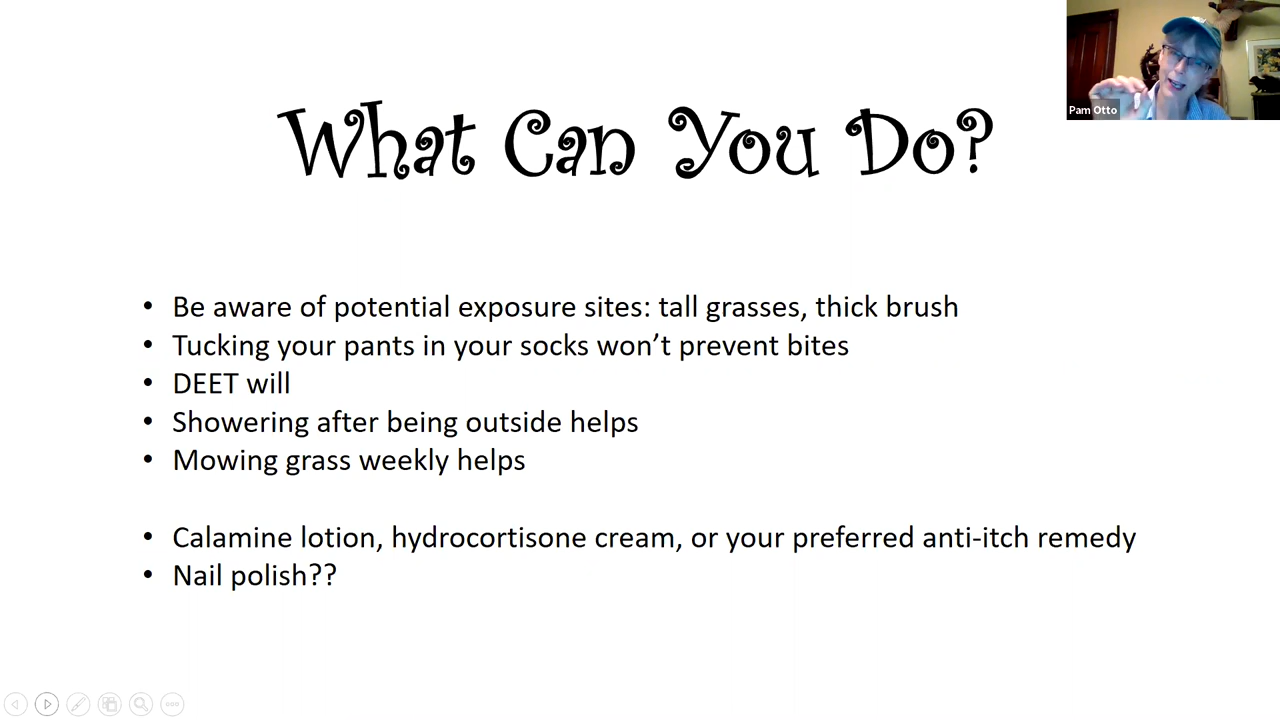 Pam Otto
What Can You Do?
• Be aware of potential exposure sites: tall grasses, thick brush
• Tucking your pants in your socks won’t prevent bites
• DEET will
• Showering after being outside helps
• Mowing grass weekly helps
• Calamine lotion, hydrocortisone cream, or your preferred anti-itch remedy
• Nail polish??